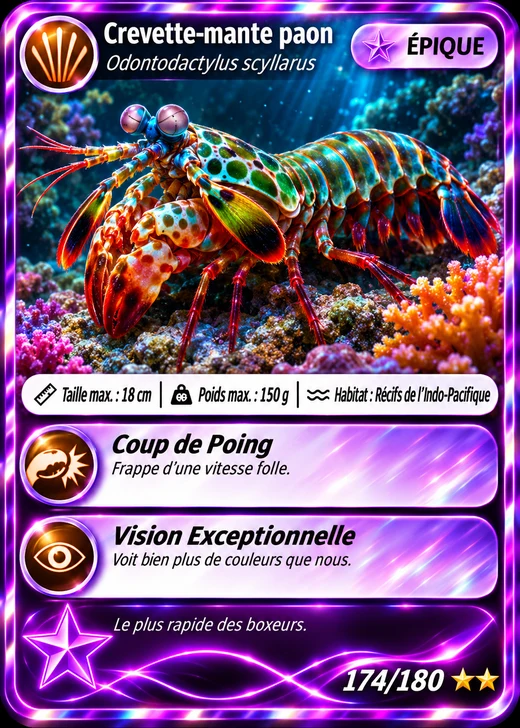 Crevette-mante paon
Odontodactylus scyllarus
ÉPIQUE
Taille max. : 18 cm
Poids max. : 150 g
Habitat : Récifs de l'Indo-Pacifique
Coup de Poing
Frappe d'une vitesse folle.
Vision Exceptionnelle
Voit bien plus de couleurs que nous.
Le plus rapide des boxeurs.
174/180